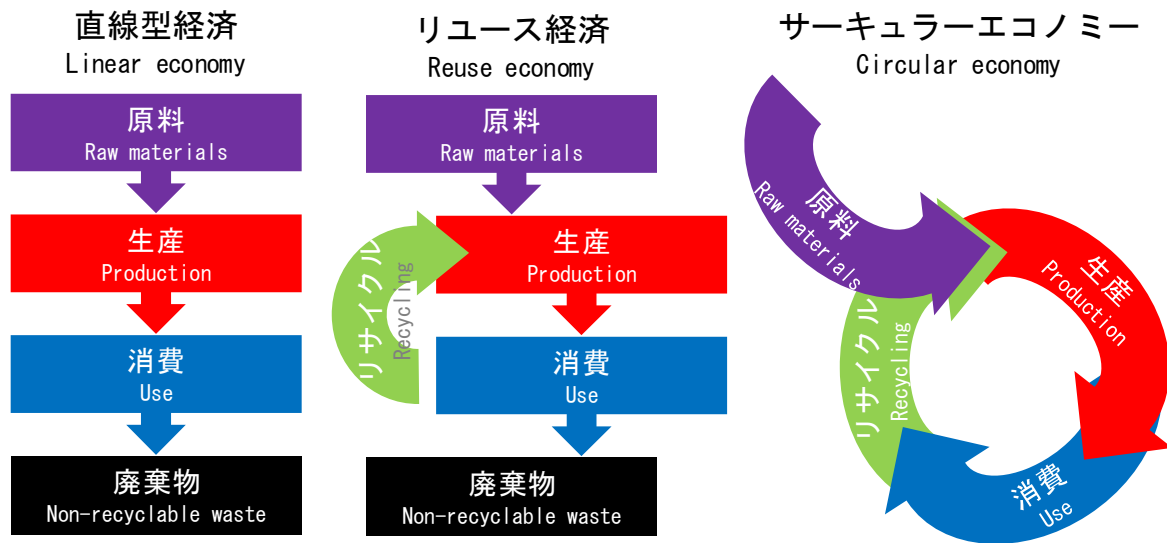 直線型経済
Linear economy
原料
Raw materials
生産
Production
消費
Use
廃棄物
Non-recyclable waste
リユース経済
Reuse economy
原料
Raw materials
生産
Production
リサイクル
Recycling
消費
Use
廃棄物
Non-recyclable waste
サーキュラーエコノミー
Circular economy
原料
Raw materials
生産
Production
消費
Use
リサイクル
Recycling